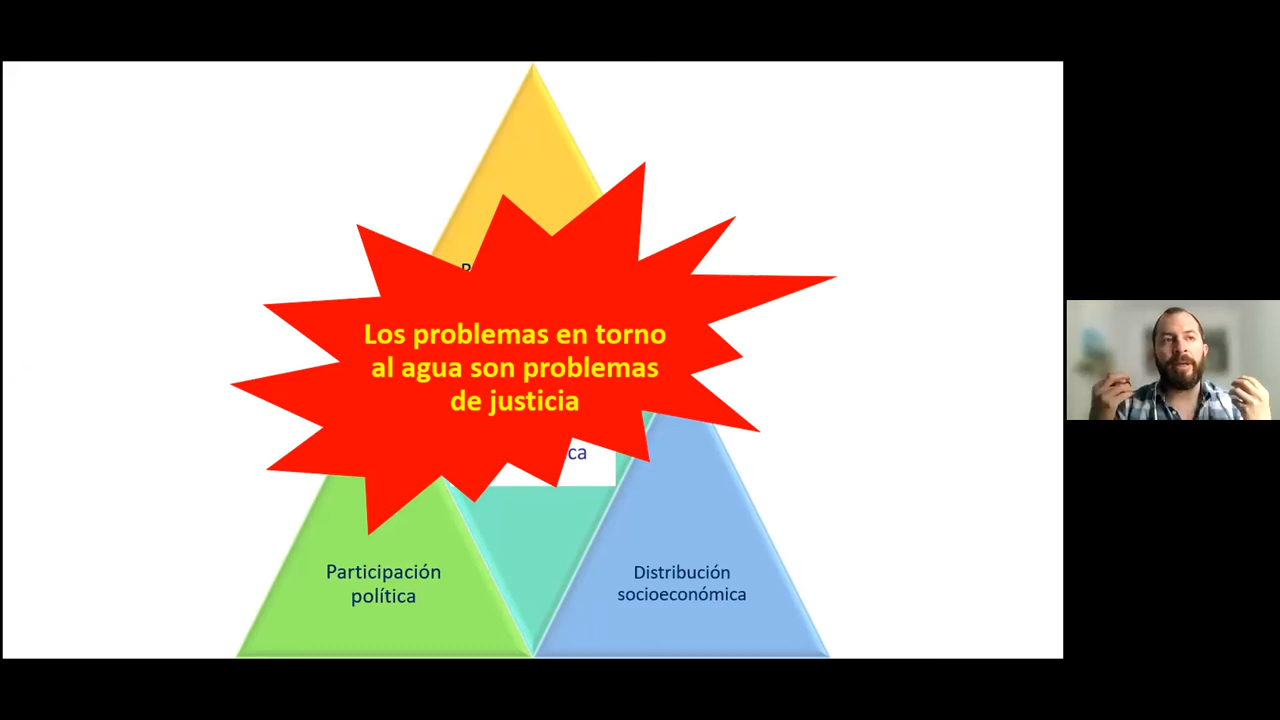 Los problemas en torno
al agua son problemas
de justicia
Participación
política
Distribución
socioeconómica